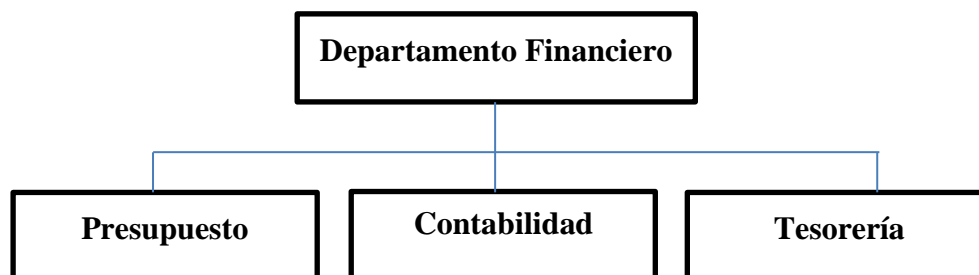 Departamento Financiero
Presupuesto
Contabilidad
Tesorería